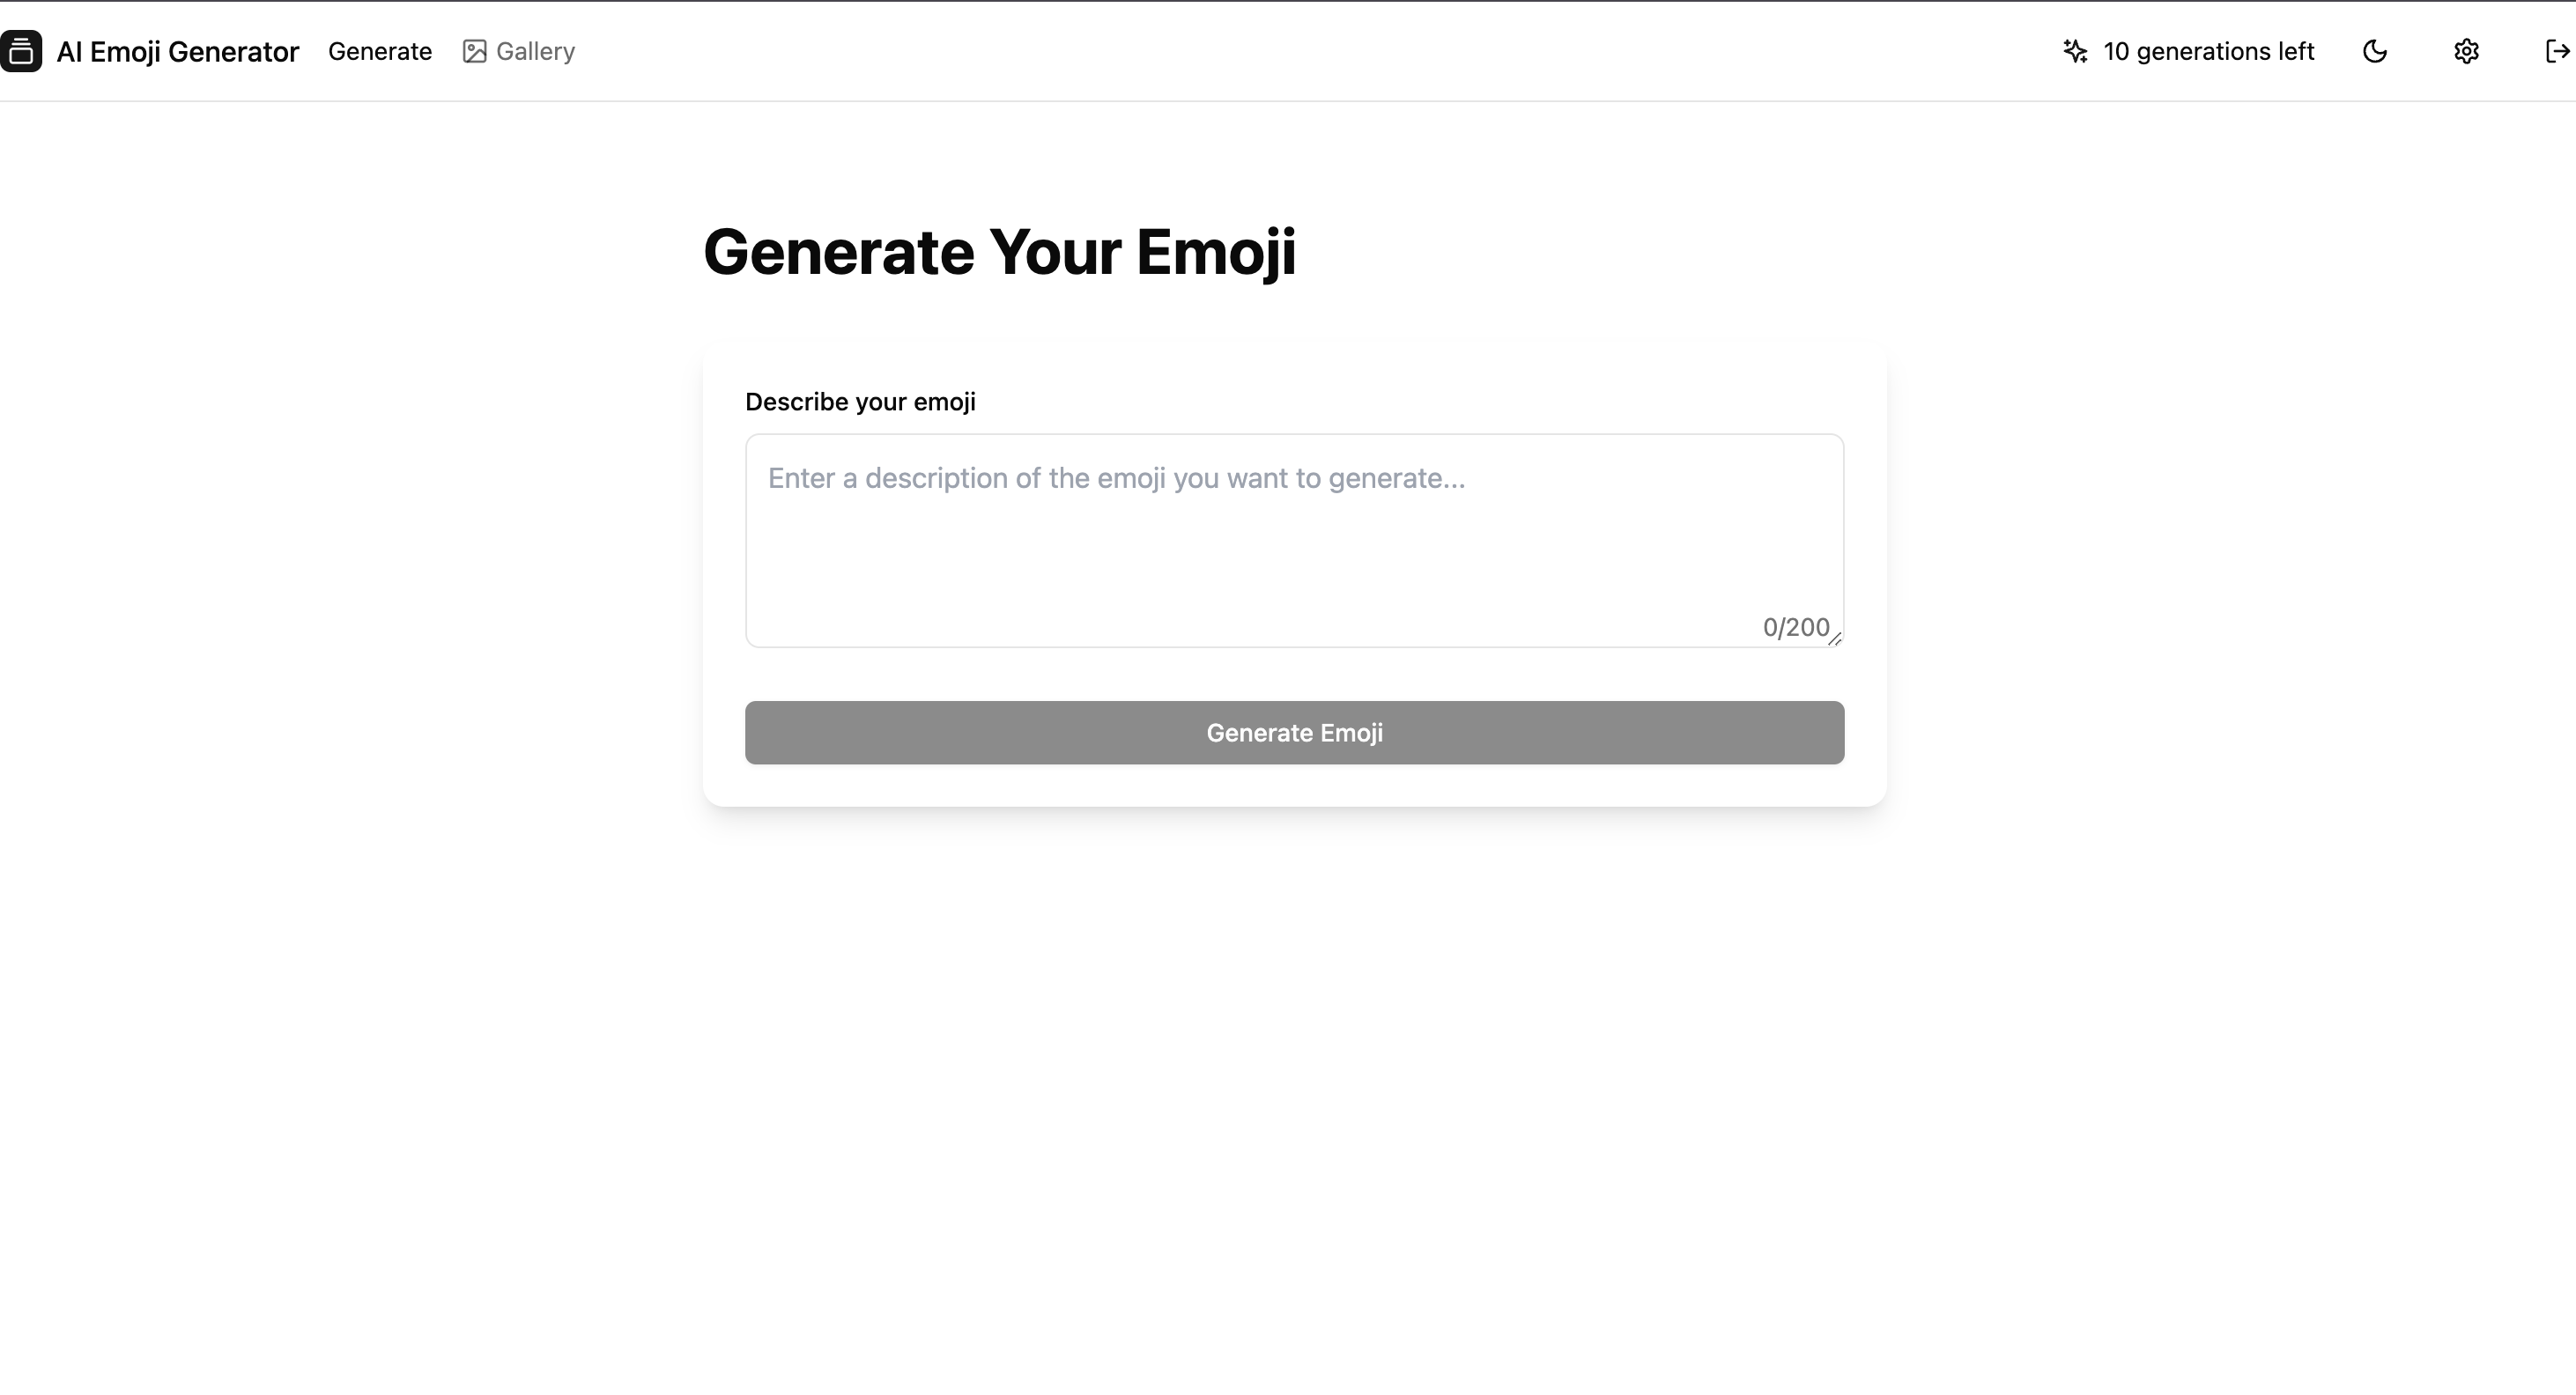 AI Emoji Generator Generate Gallery 10 generations left
Generate Your Emoji
Describe your emoji
Enter a description of the emoji you want to generate...
0/200
Generate Emoji